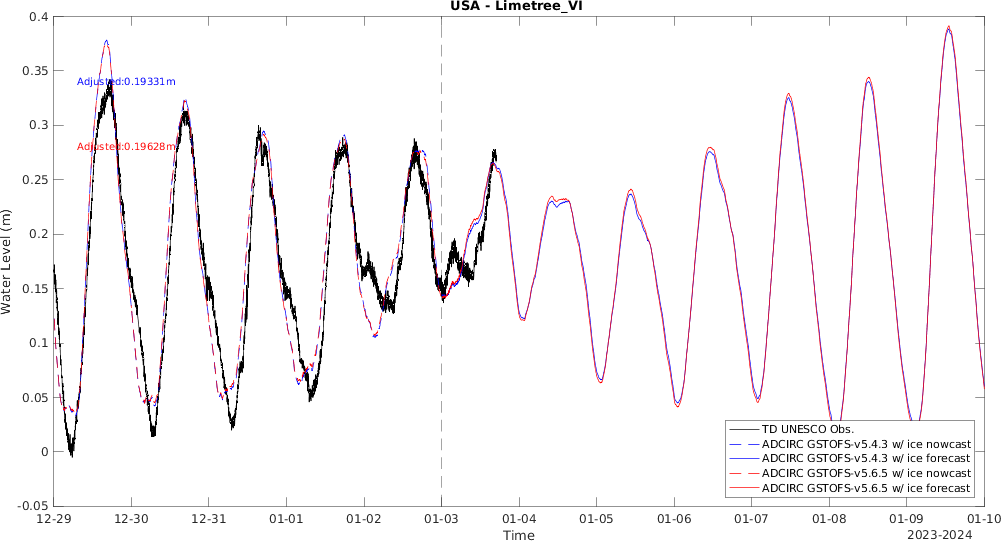 USA - Limetree_VI
0.4
0.35
0.3
0.25
0.2
0.15
0.1
0.05
0
-0.05
Water Level (m)
Adjusted:0.19331m
Adjusted:0.19628m
TD UNESCO Obs.
ADCIRC GSTOFS-v5.4.3 w/ ice nowcast
ADCIRC GSTOFS-v5.4.3 w/ ice forecast
ADCIRC GSTOFS-v5.6.5 w/ ice nowcast
ADCIRC GSTOFS-v5.6.5 w/ ice forecast
12-29 12-30 12-31 01-01 01-02 01-03 01-04 01-05 01-06 01-07 01-08 01-09 01-10
Time
2023-2024